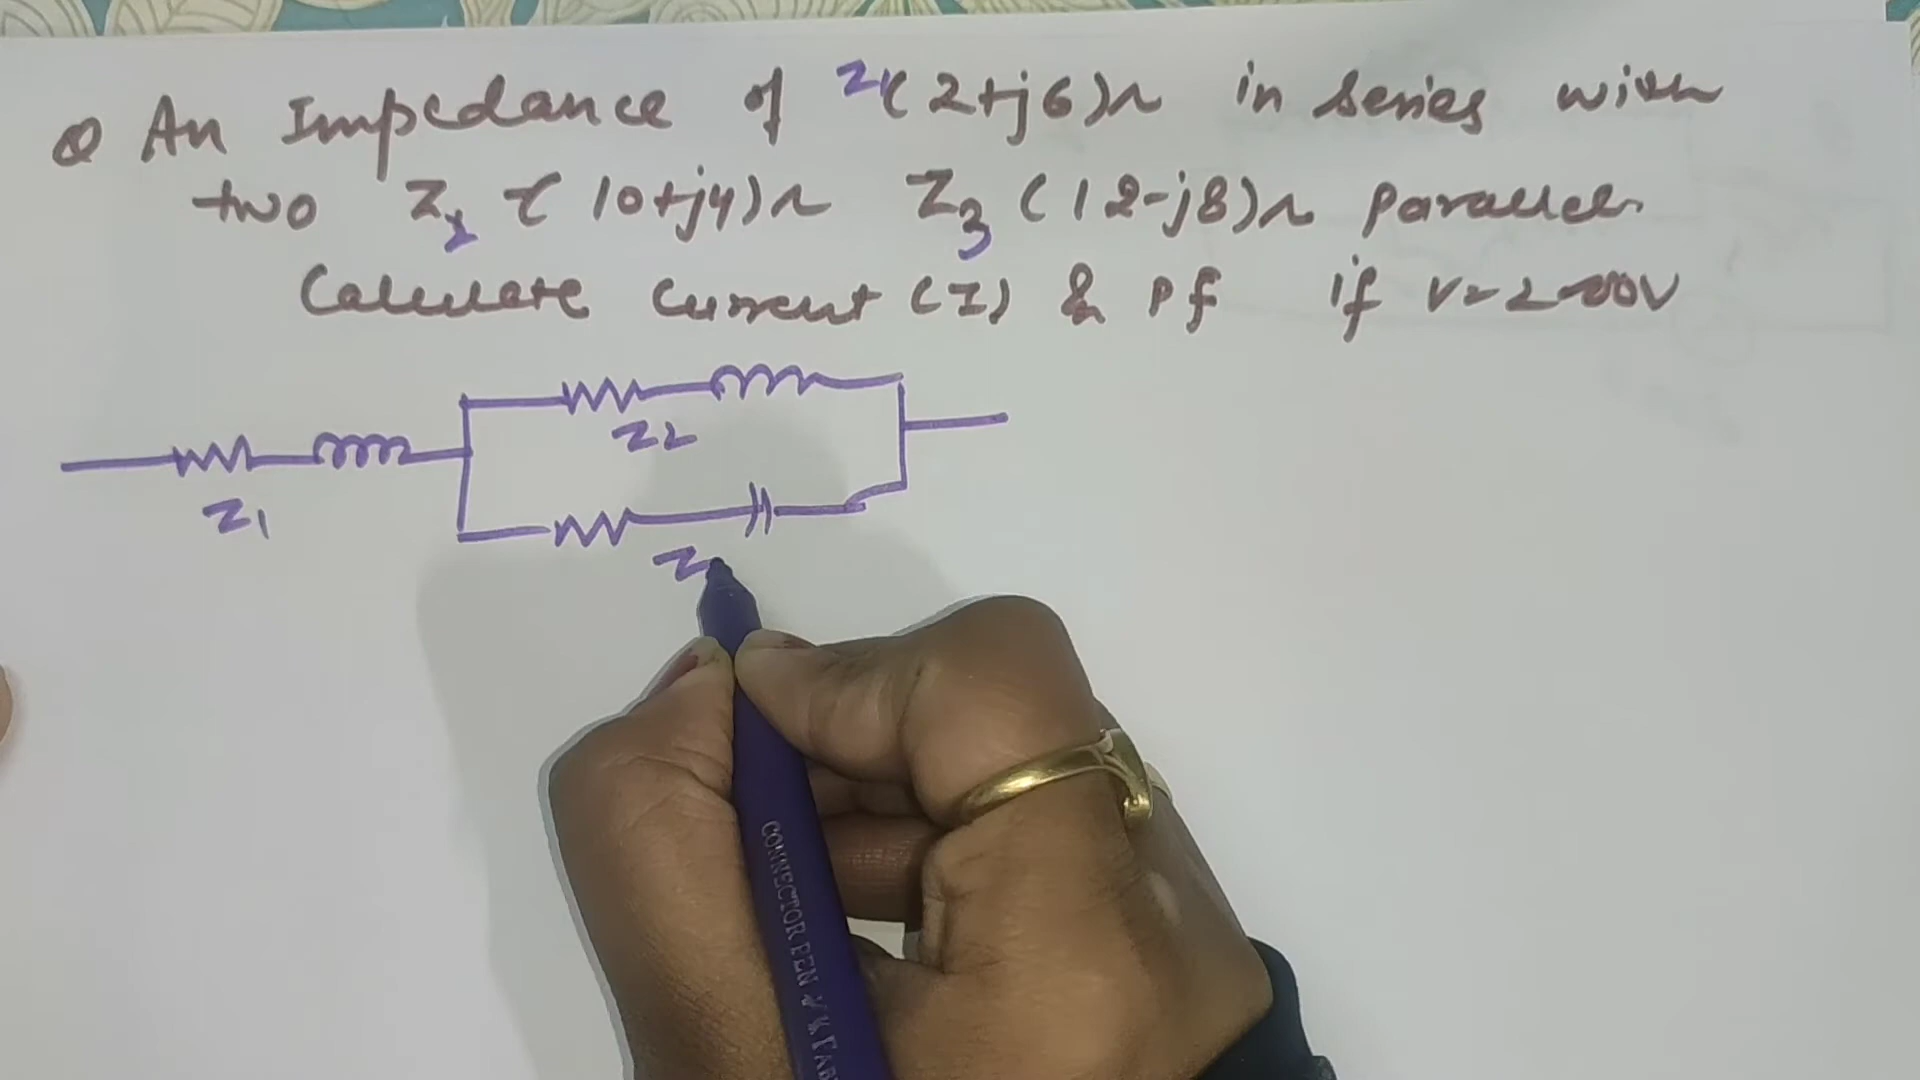 Q An Impedance of Z1(2+j6)Ω in series with
two Z2 (10+j4)Ω Z3 (12-j8)Ω parallel.
Calculate current (I) & pf if V=200V
Z2
Z1
Z
CONNECTOR PEN